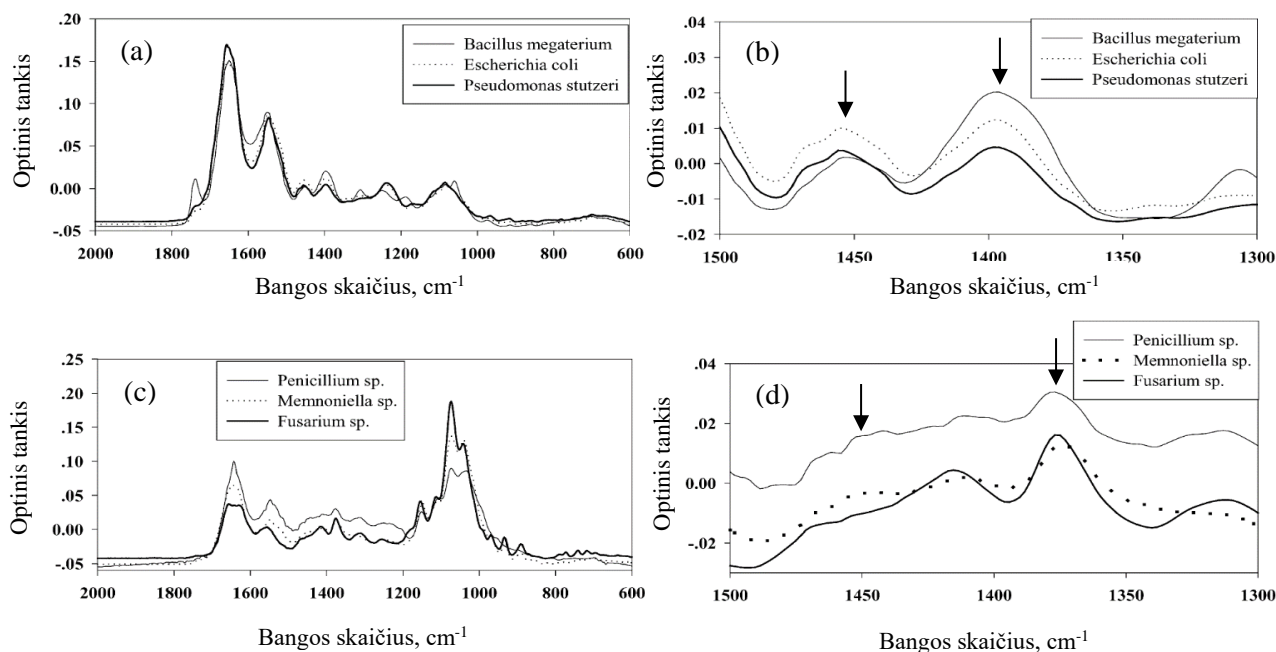 (a)
Bacillus megaterium
Escherichia coli
Pseudomonas stutzeri
.20
.15
.10
.05
0.00
-.05
2000 1800 1600 1400 1200 1000 800 600
Optinis tankis
Bangos skaičius, cm-1
(b)
Bacillus megaterium
Escherichia coli
Pseudomonas stutzeri
.04
.03
0.02
0.01
0.00
-.01
-.02
1500 1450 1400 1350 1300
Optinis tankis
Bangos skaičius, cm-1
(c)
Penicillium sp.
Memnoniella sp.
Fusarium sp.
.25
.20
.15
.10
.05
0.00
-.05
2000 1800 1600 1400 1200 1000 800 600
Optinis tankis
Bangos skaičius, cm-1
(d)
Penicillium sp.
Memnoniella sp.
Fusarium sp.
.04
.02
0.00
-.02
1500 1450 1400 1350 1300
Optinis tankis
Bangos skaičius, cm-1